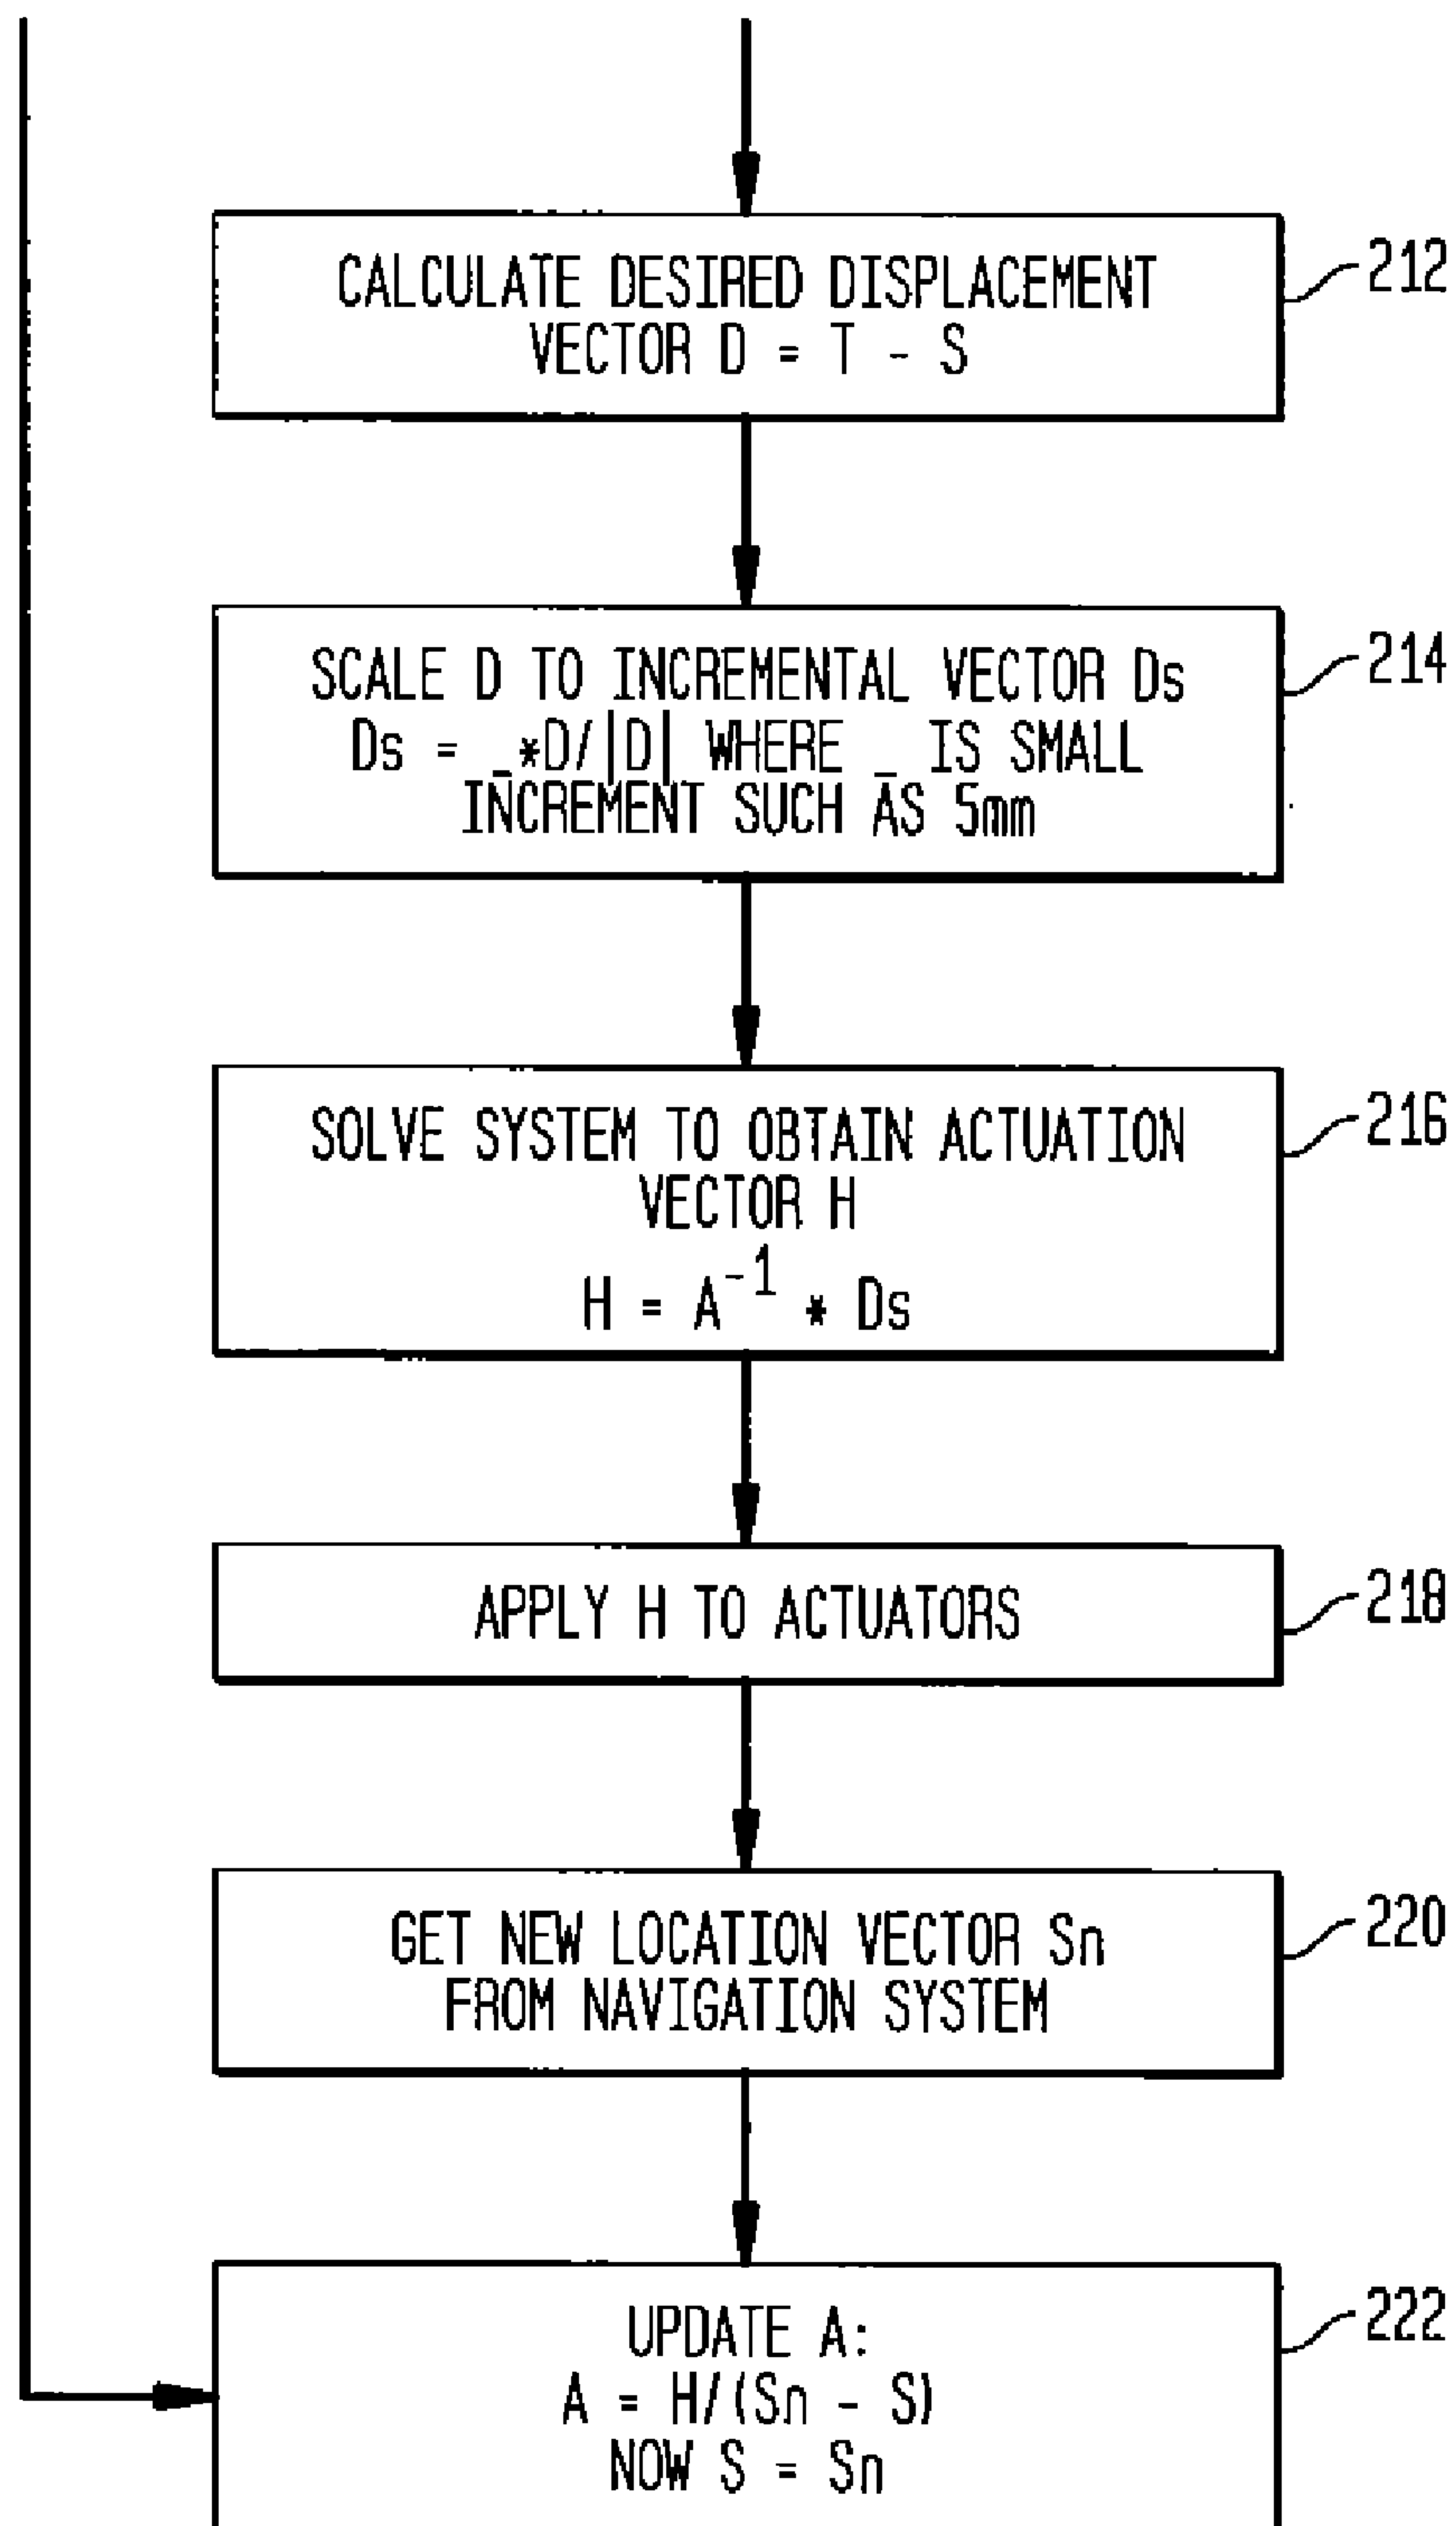 CALCULATE DESIRED DISPLACEMENT
VECTOR D = T - S
212
SCALE D TO INCREMENTAL VECTOR Ds
Ds = _*D/|D| WHERE _ IS SMALL
INCREMENT SUCH AS 5mm
214
SOLVE SYSTEM TO OBTAIN ACTUATION
VECTOR H
H = A⁻¹ * Ds
216
APPLY H TO ACTUATORS
218
GET NEW LOCATION VECTOR Sn
FROM NAVIGATION SYSTEM
220
UPDATE A:
A = H/(Sn - S)
NOW S = Sn
222